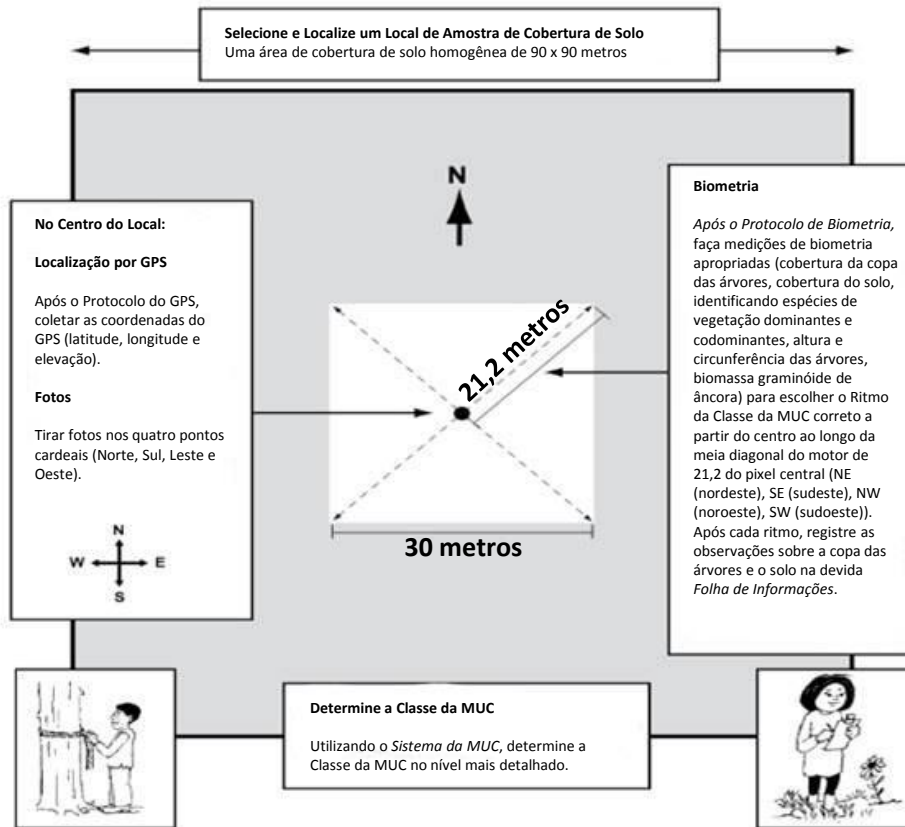 Selecione e Localize um Local de Amostra de Cobertura de Solo
Uma área de cobertura de solo homogênea de 90 x 90 metros
N
No Centro do Local:
Localização por GPS
Após o Protocolo do GPS,
coletar as coordenadas do
GPS (latitude, longitude e
elevação).
Fotos
Tirar fotos nos quatro pontos
cardeais (Norte, Sul, Leste e
Oeste).
N
W E
S
21,2 metros
30 metros
Biometria
Após o Protocolo de Biometria,
faça medições de biometria
apropriadas (cobertura da copa
das árvores, cobertura do solo,
identificando espécies de
vegetação dominantes e
codominantes, altura e
circunferência das árvores,
biomassa graminóide de
âncora) para escolher o Ritmo
da Classe da MUC correto a
partir do centro ao longo da
meia diagonal do motor de
21,2 do pixel central (NE
(nordeste), SE (sudeste), NW
(noroeste), SW (sudoeste)).
Após cada ritmo, registre as
observações sobre a copa das
árvores e o solo na devida
Folha de Informações.
Determine a Classe da MUC
Utilizando o Sistema da MUC, determine a
Classe da MUC no nível mais detalhado.